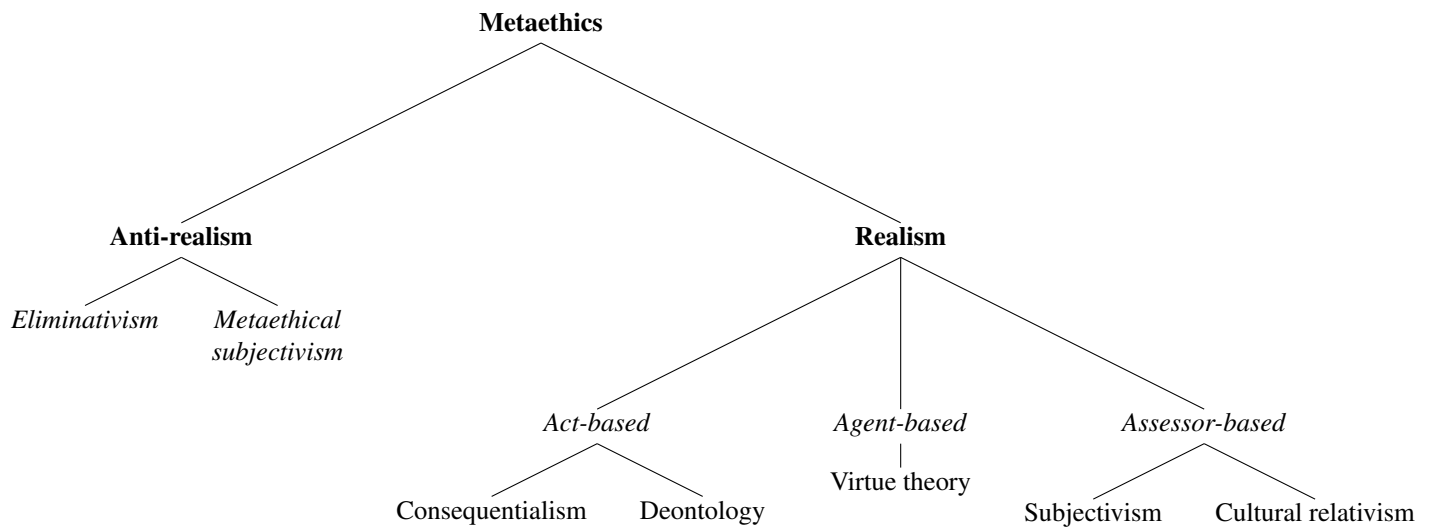 Metaethics
Anti-realism
Realism
Eliminativism
Metaethical
subjectivism
Act-based
Agent-based
Assessor-based
Consequentialism
Deontology
Virtue theory
Subjectivism
Cultural relativism